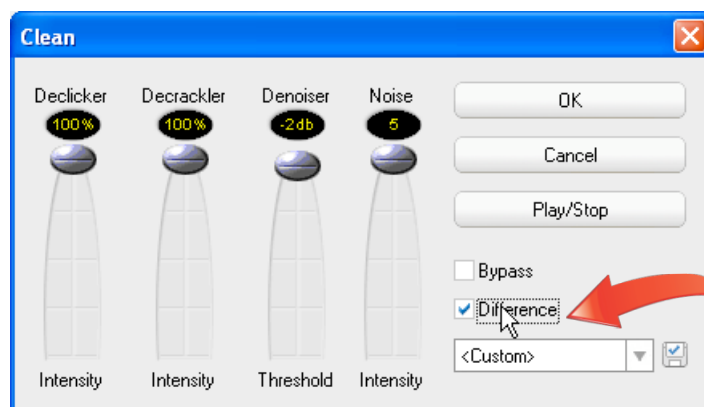 Clean
Declicker Decrackler Denoiser Noise
100% 100% -2db 5
OK
Cancel
Play/Stop
Bypass
Difference
<Custom>
Intensity Intensity Threshold Intensity